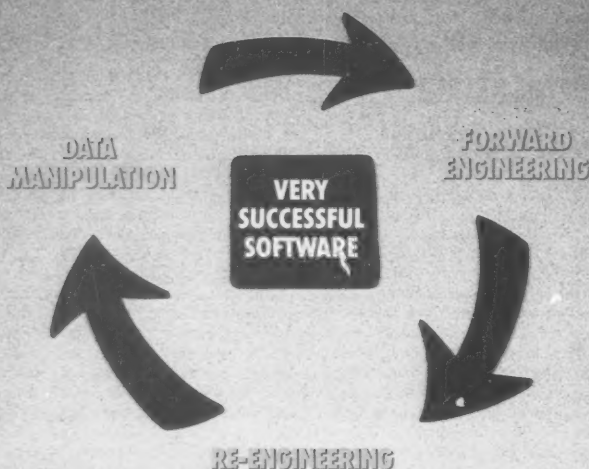 DATA
MANIPULATION
FORWARD
ENGINEERING
VERY
SUCCESSFUL
SOFTWARE
RE-ENGINEERING